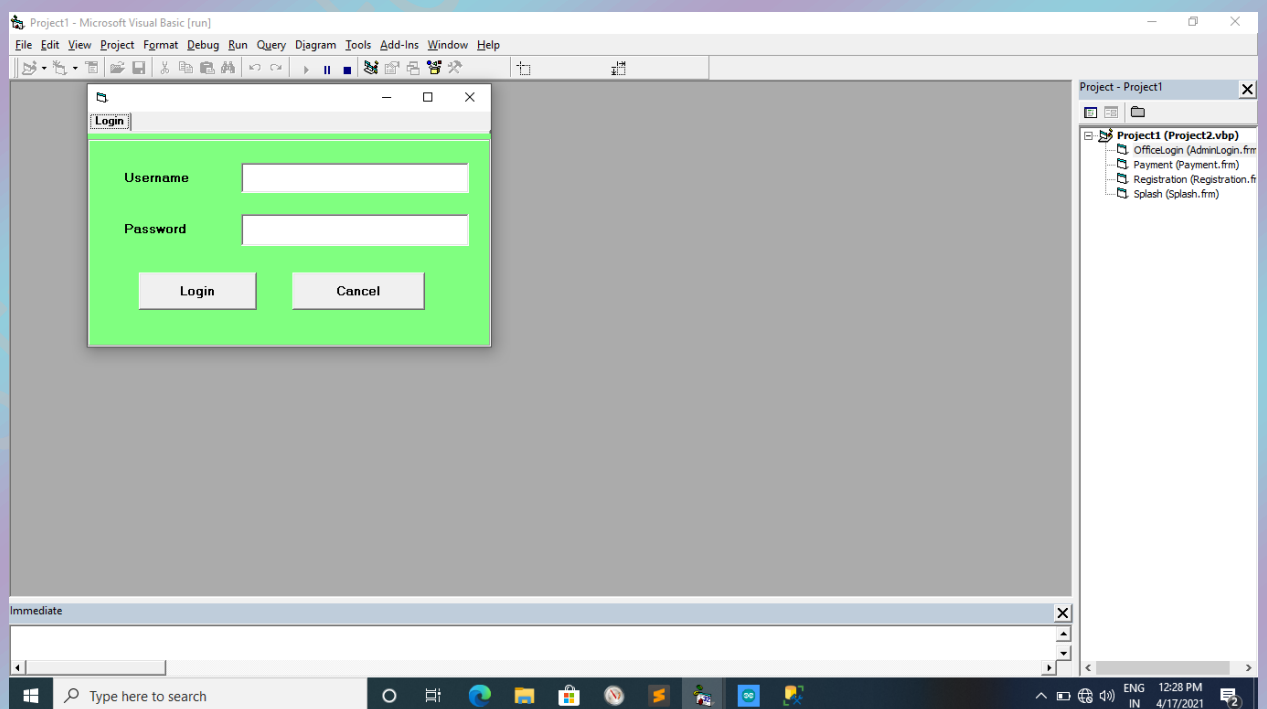 Project1 - Microsoft Visual Basic [run]
File Edit View Project Format Debug Run Query Diagram Tools Add-Ins Window Help
Project - Project1
Login
Project1 (Project2.vbp)
OfficeLogin (AdminLogin.frm
Payment (Payment.frm)
Registration (Registration.fr
Splash (Splash.frm)
Username
Password
Login Cancel
Immediate
Type here to search
ENG 12:28 PM
IN 4/17/2021
2